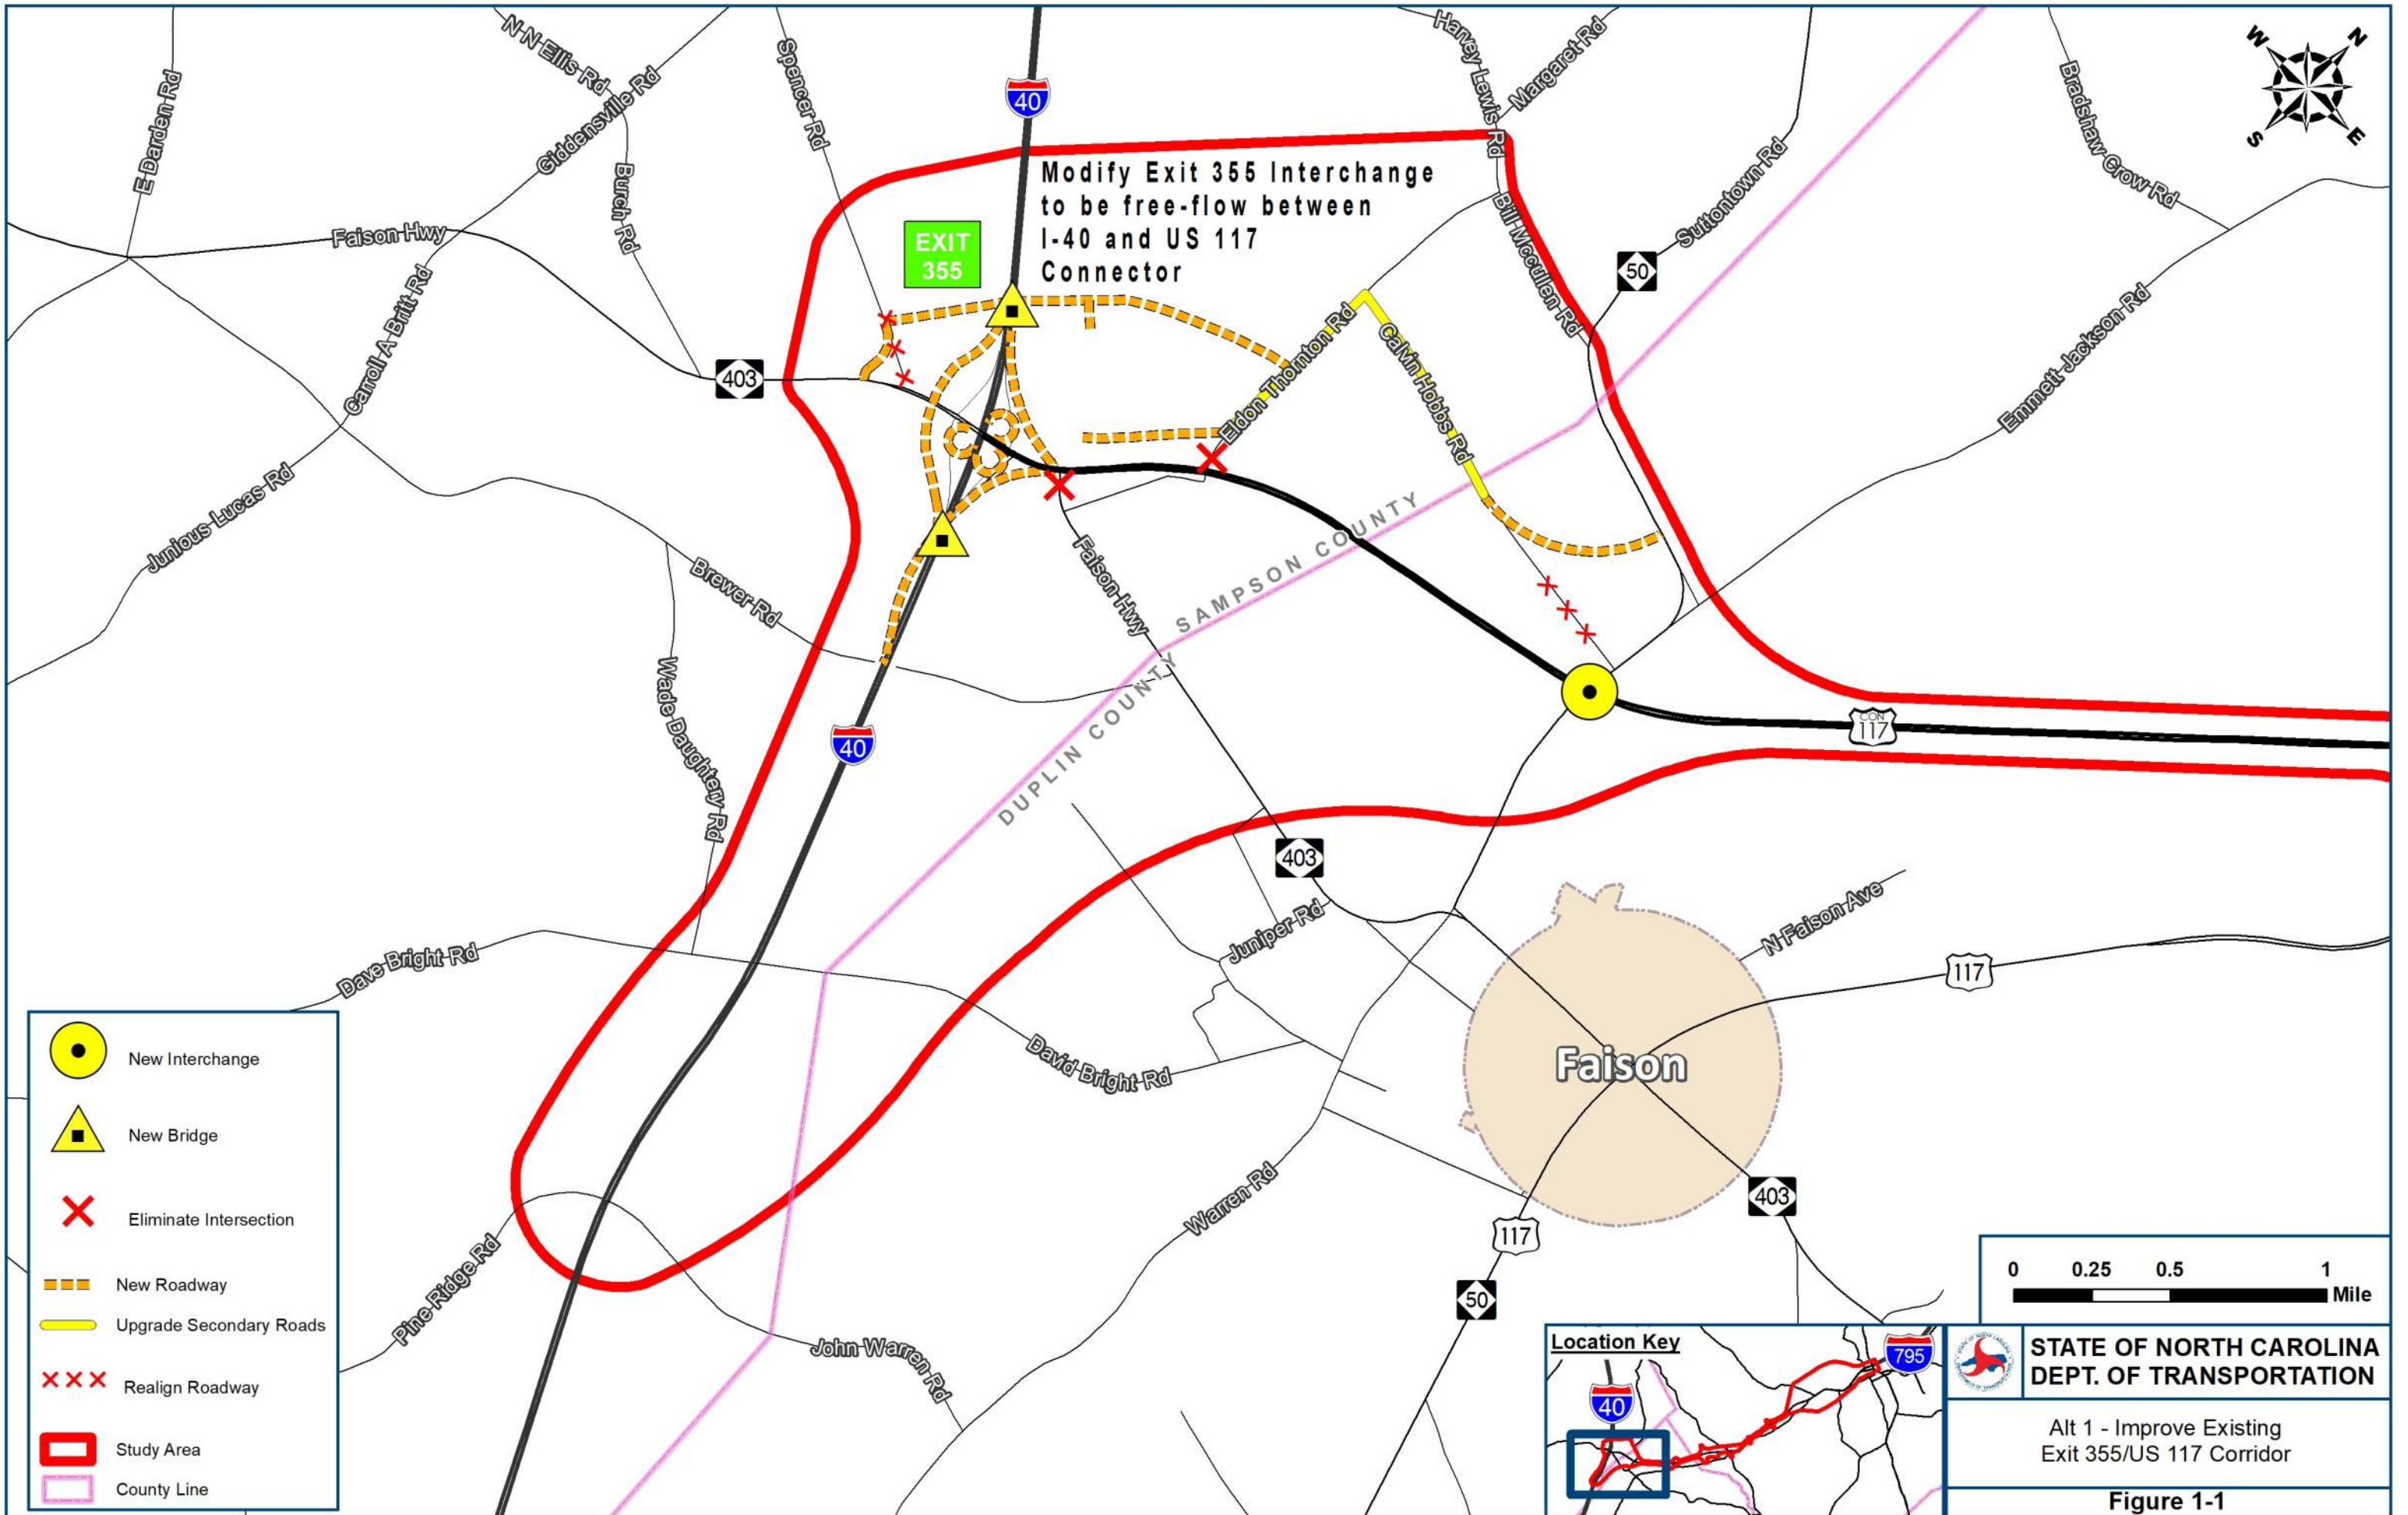 N N Ellis Rd
Spencer Rd
Harvey Lewis Rd
Margaret Rd
W
N
S
E
E Darden Rd
Giddensville Rd
Bradshaw Crow Rd
40
Burch Rd
Modify Exit 355 Interchange
to be free-flow between
I-40 and US 117
Connector
EXIT
355
Suttontown Rd
Bill Mccullen Rd
50
Faison Hwy
Carroll A Britt Rd
403
Eldon Thornton Rd
Calvin Hobbs Rd
Emmett Jackson Rd
Junious Lucas Rd
Brewer Rd
Faison Hwy
SAMPSON COUNTY
DUPLIN COUNTY
Wade Daughtery Rd
40
CON
117
403
Juniper Rd
N Faison Ave
117
Dave Bright Rd
David Bright Rd
Faison
Warren Rd
403
117
50
Pine Ridge Rd
John Warren Rd
New Interchange
New Bridge
Eliminate Intersection
New Roadway
Upgrade Secondary Roads
Realign Roadway
Study Area
County Line
0 0.25 0.5 1
Mile
Location Key
795
40
STATE OF NORTH CAROLINA
DEPT. OF TRANSPORTATION
Alt 1 - Improve Existing
Exit 355/US 117 Corridor
Figure 1-1